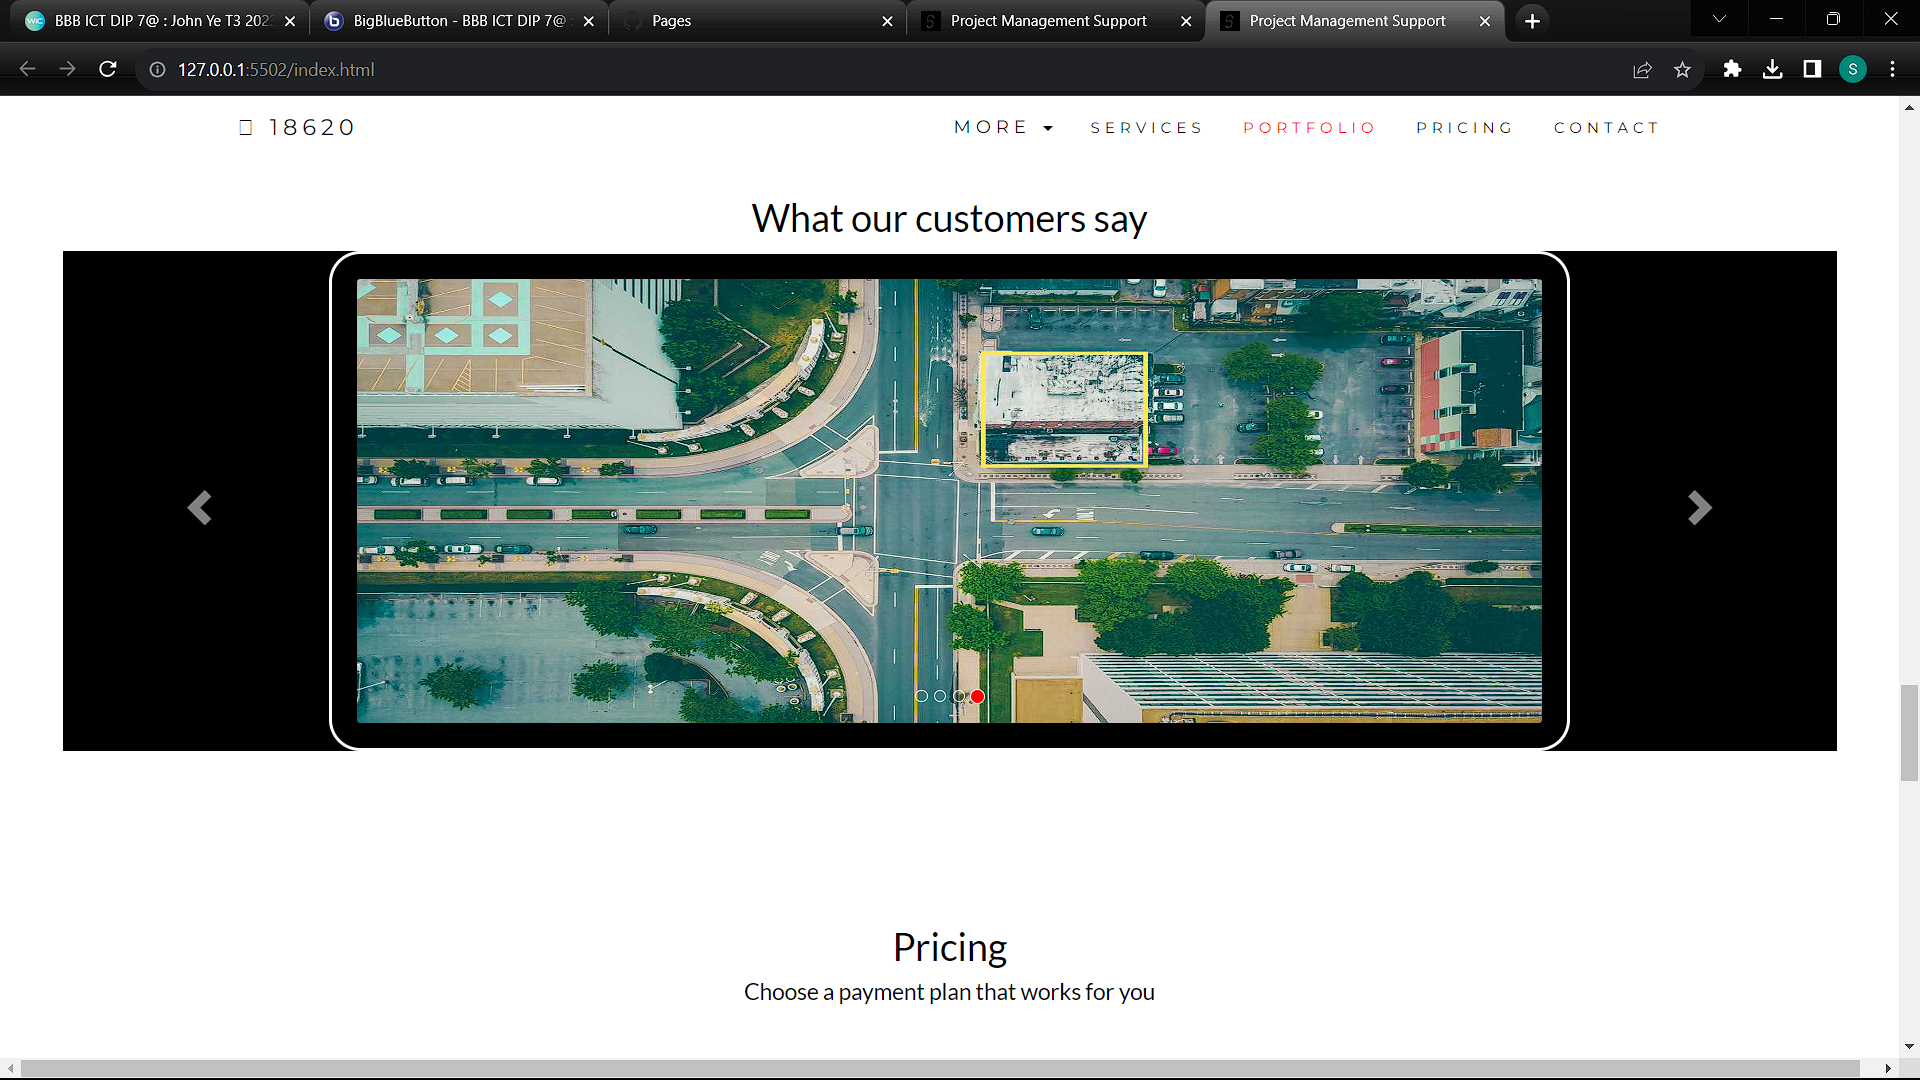 BBB ICT DIP 7@ : John Ye T3 202
BigBlueButton - BBB ICT DIP 7@
Pages
Project Management Support
Project Management Support
127.0.0.1:5502/index.html
S
18620
MORE
SERVICES
PORTFOLIO
PRICING
CONTACT
What our customers say
Pricing
Choose a payment plan that works for you